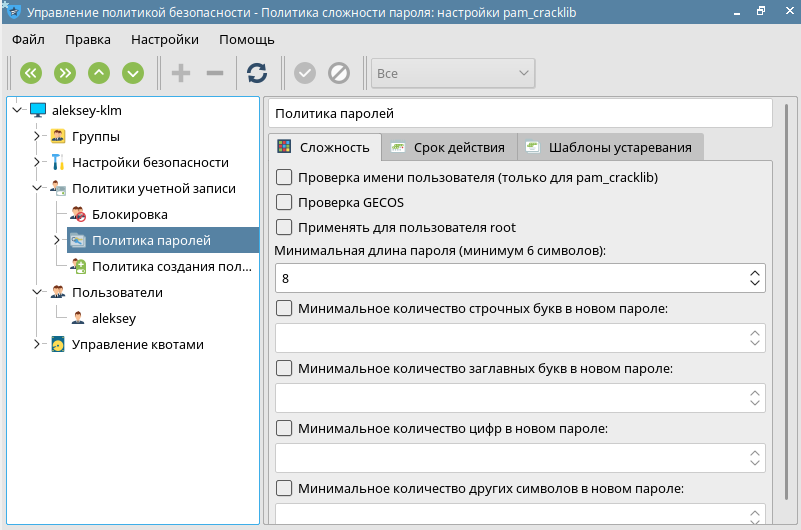 Управление политикой безопасности - Политика сложности пароля: настройки pam_cracklib
Файл Правка Настройки Помощь
Все
aleksey-klm
Группы
Настройки безопасности
Политики учетной записи
Блокировка
Политика паролей
Политика создания пол...
Пользователи
aleksey
Управление квотами
Политика паролей
Сложность Срок действия Шаблоны устаревания
Проверка имени пользователя (только для pam_cracklib)
Проверка GECOS
Применять для пользователя root
Минимальная длина пароля (минимум 6 символов):
8
Минимальное количество строчных букв в новом пароле:
Минимальное количество заглавных букв в новом пароле:
Минимальное количество цифр в новом пароле:
Минимальное количество других символов в новом пароле: